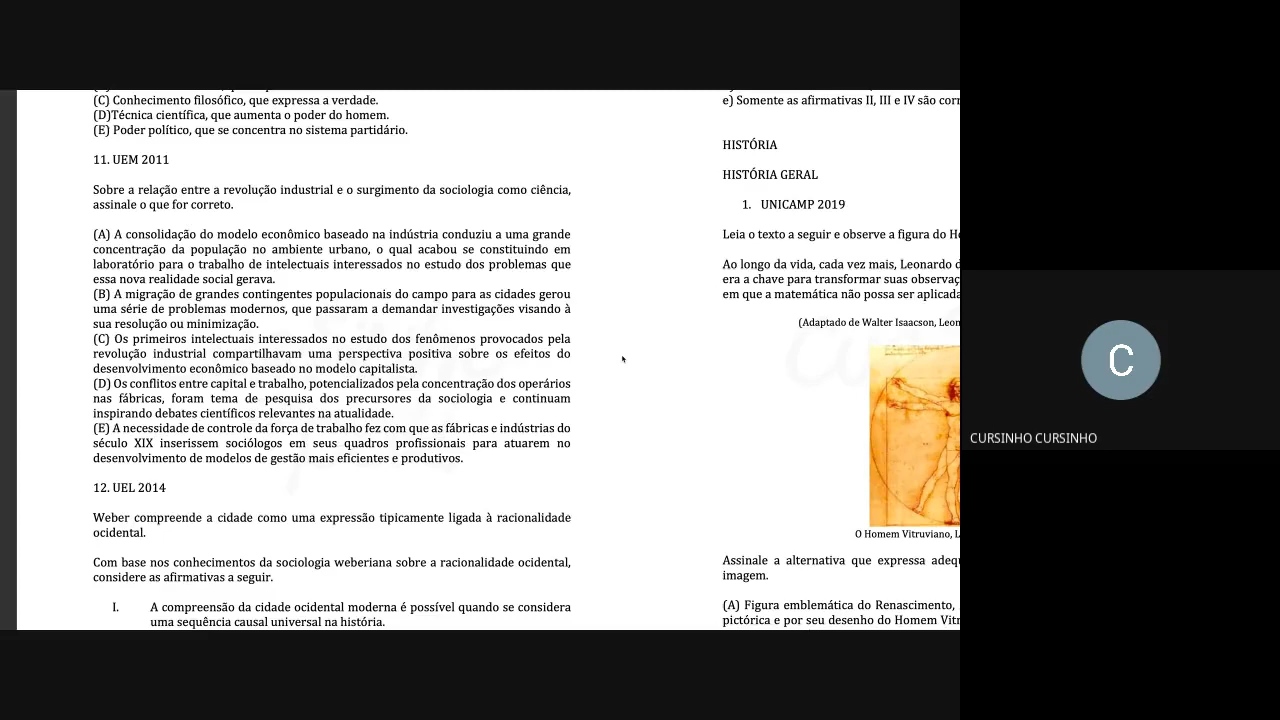 (C) Conhecimento filosófico, que expressa a verdade.
(D)Técnica científica, que aumenta o poder do homem.
(E) Poder político, que se concentra no sistema partidário.
11. UEM 2011
Sobre a relação entre a revolução industrial e o surgimento da sociologia como ciência,
assinale o que for correto.
(A) A consolidação do modelo econômico baseado na indústria conduziu a uma grande
concentração da população no ambiente urbano, o qual acabou se constituindo em
laboratório para o trabalho de intelectuais interessados no estudo dos problemas que
essa nova realidade social gerava.
(B) A migração de grandes contingentes populacionais do campo para as cidades gerou
uma série de problemas modernos, que passaram a demandar investigações visando à
sua resolução ou minimização.
(C) Os primeiros intelectuais interessados no estudo dos fenômenos provocados pela
revolução industrial compartilhavam uma perspectiva positiva sobre os efeitos do
desenvolvimento econômico baseado no modelo capitalista.
(D) Os conflitos entre capital e trabalho, potencializados pela concentração dos operários
nas fábricas, foram tema de pesquisa dos precursores da sociologia e continuam
inspirando debates científicos relevantes na atualidade.
(E) A necessidade de controle da força de trabalho fez com que as fábricas e indústrias do
século XIX inserissem sociólogos em seus quadros profissionais para atuarem no
desenvolvimento de modelos de gestão mais eficientes e produtivos.
12. UEL 2014
Weber compreende a cidade como uma expressão tipicamente ligada à racionalidade
ocidental.
Com base nos conhecimentos da sociologia weberiana sobre a racionalidade ocidental,
considere as afirmativas a seguir.
I. A compreensão da cidade ocidental moderna é possível quando se considera
uma sequência causal universal na história.
e) Somente as afirmativas II, III e IV são
HISTÓRIA
HISTÓRIA GERAL
1. UNICAMP 2019
Leia o texto a seguir e observe a figura do
Ao longo da vida, cada vez mais, Leonardo
era a chave para transformar suas
em que a matemática não possa ser aplicada
(Adaptado de Walter Isaacson,
O Homem Vitruviano,
Assinale a alternativa que expressa
imagem.
(A) Figura emblemática do Renascimento,
pictórica e por seu desenho do Homem
C
CURSINHO CURSINHO